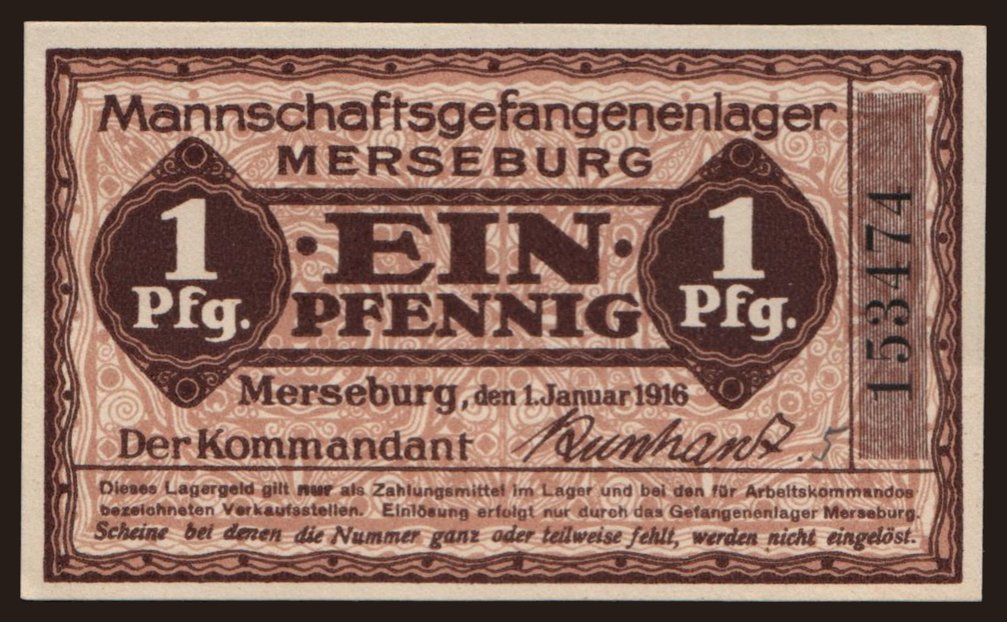 Mannschaftsgefangenenlager
MERSEBURG
1 Pfg.
· EIN ·
PFENNIG
1 Pfg.
153474
Merseburg, den 1. Januar 1916
Der Kommandant
5
Dieses Lagergeld gilt nur als Zahlungsmittel im Lager und bei den für Arbeitskommandos
bezeichneten Verkaufsstellen. Einlösung erfolgt nur durch das Gefangenenlager Merseburg.
Scheine bei denen die Nummer ganz oder teilweise fehlt, werden nicht eingelöst.